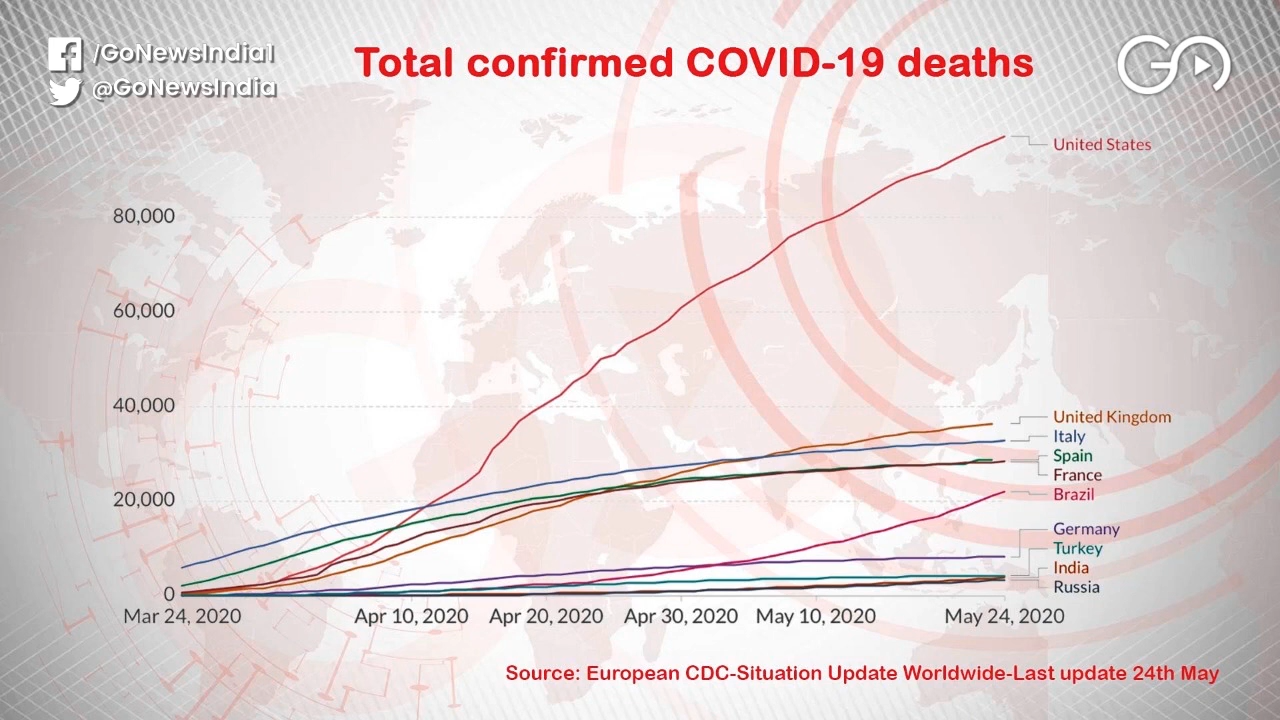 /GoNewsIndia1
@GoNewsIndia
Total confirmed COVID-19 deaths
GO
United States
80,000
60,000
40,000
20,000
0
United Kingdom
Italy
Spain
France
Brazil
Germany
Turkey
India
Russia
Mar 24, 2020
Apr 10, 2020
Apr 20, 2020
Apr 30, 2020
May 10, 2020
May 24, 2020
Source: European CDC-Situation Update Worldwide-Last update 24th May